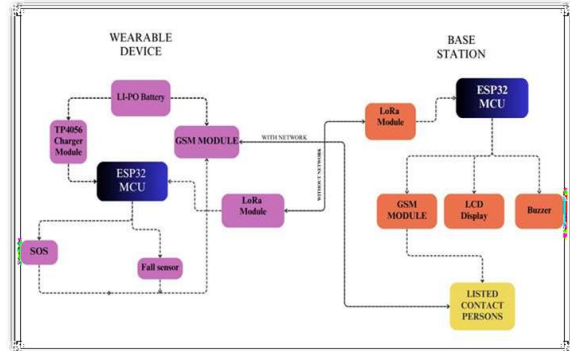 WEARABLE
DEVICE
BASE
STATION
LI-PO Battery
ESP32
MCU
LoRa
Module
TP4056
Charger
Module
GSM MODULE
WITH NETWORK
WITHOUT NETWORK
ESP32
MCU
LoRa
Module
GSM
MODULE
LCD
Display
Buzzer
SOS
Fall sensor
LISTED
CONTACT
PERSONS